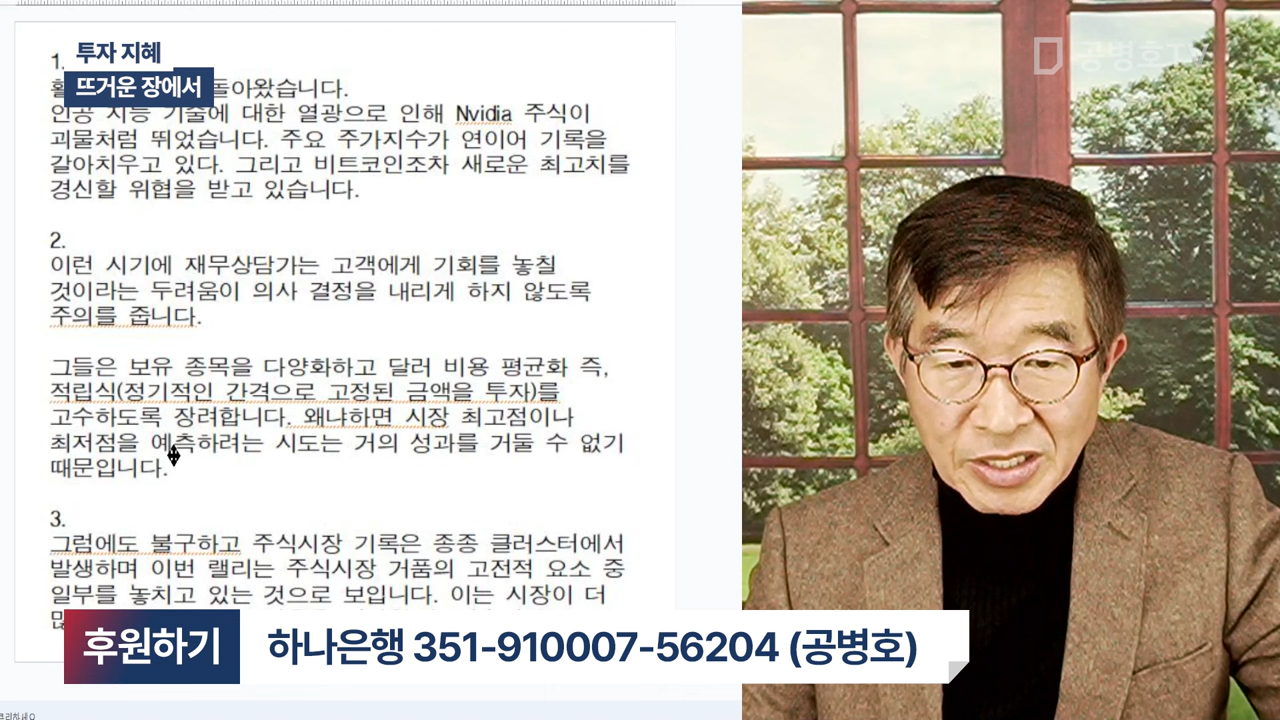 투자 지혜
뜨거운 장에서
공병호TV
1.
돌아왔습니다.
인공 지능 기술에 대한 열광으로 인해 Nvidia 주식이
괴물처럼 뛰었습니다. 주요 주가지수가 연이어 기록을
갈아치우고 있다. 그리고 비트코인조차 새로운 최고치를
경신할 위협을 받고 있습니다.
2.
이런 시기에 재무상담가는 고객에게 기회를 놓칠
것이라는 두려움이 의사 결정을 내리게 하지 않도록
주의를 줍니다.
그들은 보유 종목을 다양화하고 달러 비용 평균화 즉,
적립식(정기적인 간격으로 고정된 금액을 투자)를
고수하도록 장려합니다. 왜냐하면 시장 최고점이나
최저점을 예측하려는 시도는 거의 성과를 거둘 수 없기
때문입니다.
3.
그럼에도 불구하고 주식시장 기록은 종종 클러스터에서
발생하며 이번 랠리는 주식시장 거품의 고전적 요소 중
일부를 놓치고 있는 것으로 보입니다. 이는 시장이 더
후원하기 하나은행 351-910007-56204 (공병호)